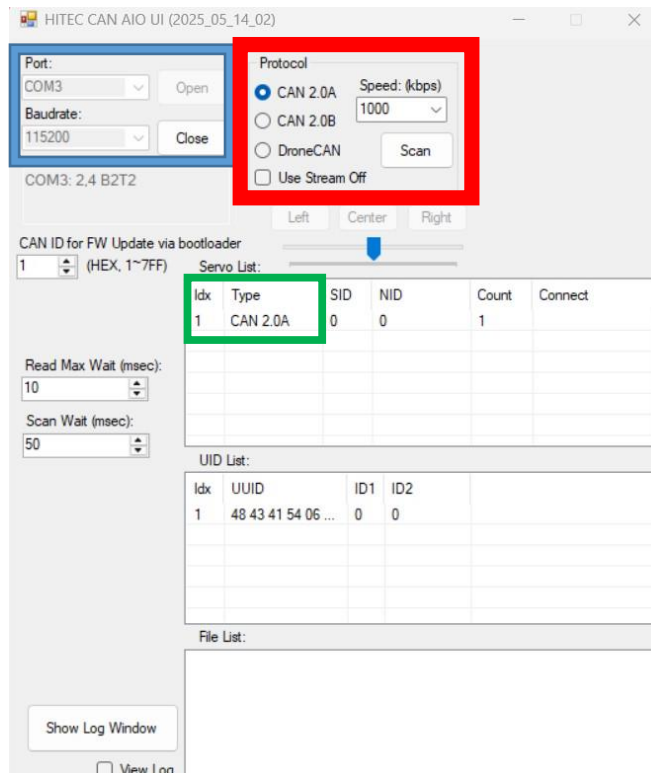 HITEC CAN AIO UI (2025_05_14_02)
Port:
COM3
Open
Baudrate:
115200
Close
Protocol
CAN 2.0A
Speed: (kbps)
1000
CAN 2.0B
DroneCAN
Scan
Use Stream Off
COM3: 2,4 B2T2
Left Center Right
CAN ID for FW Update via bootloader
1 (HEX, 1~7FF)
Servo List:
Idx Type SID NID Count Connect
1 CAN 2.0A 0 0 1
Read Max Wait (msec):
10
Scan Wait (msec):
50
UID List:
Idx UUID ID1 ID2
1 48 43 41 54 06 ... 0 0
File List:
Show Log Window
View Log